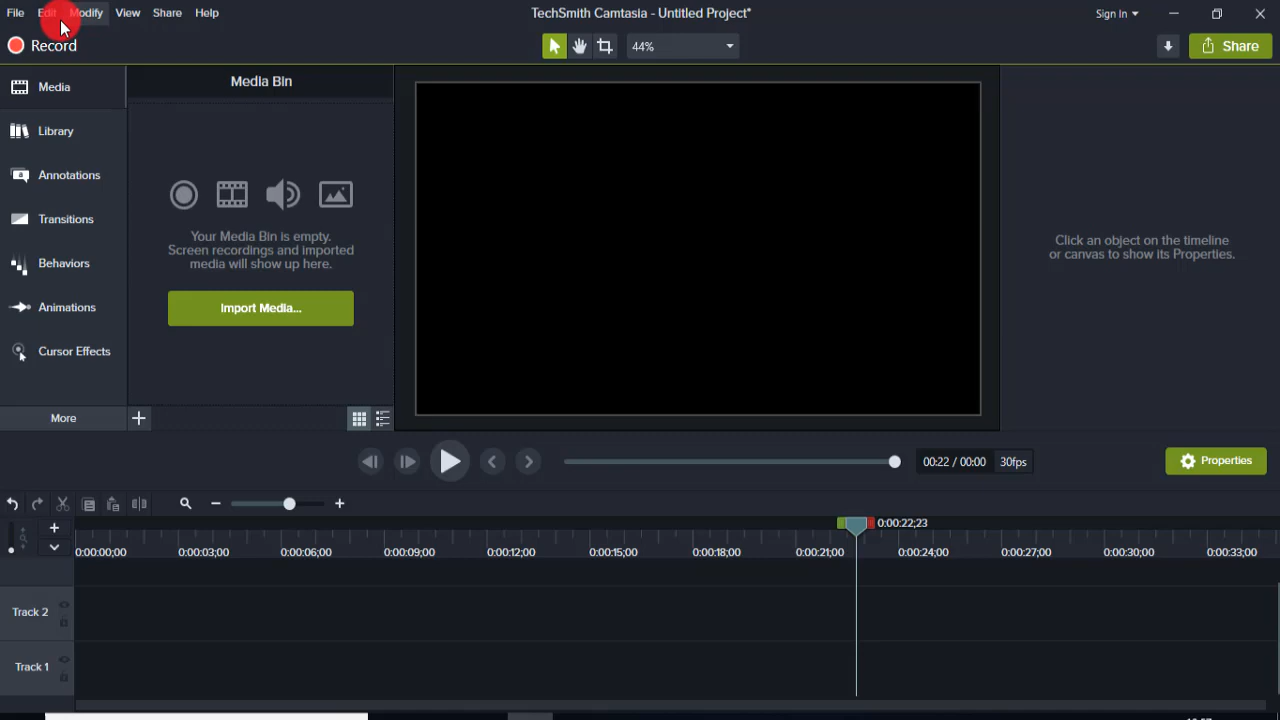 File Edit Modify View Share Help
TechSmith Camtasia - Untitled Project*
Sign In
Record
44%
Share
Media
Media Bin
Library
Annotations
Transitions
Behaviors
Animations
Cursor Effects
More
Your Media Bin is empty.
Screen recordings and imported
media will show up here.
Import Media...
Click an object on the timeline
or canvas to show its Properties.
00:22 / 00:00 30fps
Properties
0:00:22;23
0:00:00;00 0:00:03;00 0:00:06;00 0:00:09;00 0:00:12;00 0:00:15;00 0:00:18;00 0:00:21;00 0:00:24;00 0:00:27;00 0:00:30;00 0:00:33;00
Track 2
Track 1